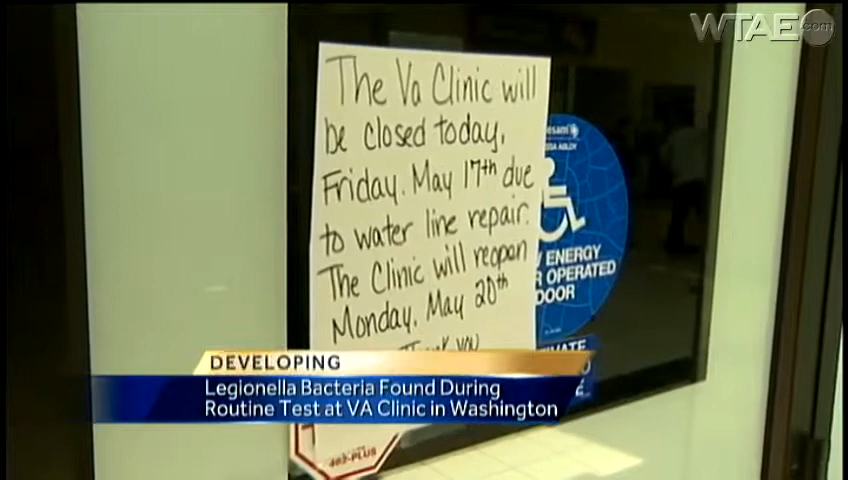 WTAE.com
The Va Clinic will
be closed today,
Friday. May 17th due
to water line repair.
The Clinic will reopen
Monday. May 20th
Thank you
ENERGY
OPERATED
DOOR
DEVELOPING
Legionella Bacteria Found During
Routine Test at VA Clinic in Washington